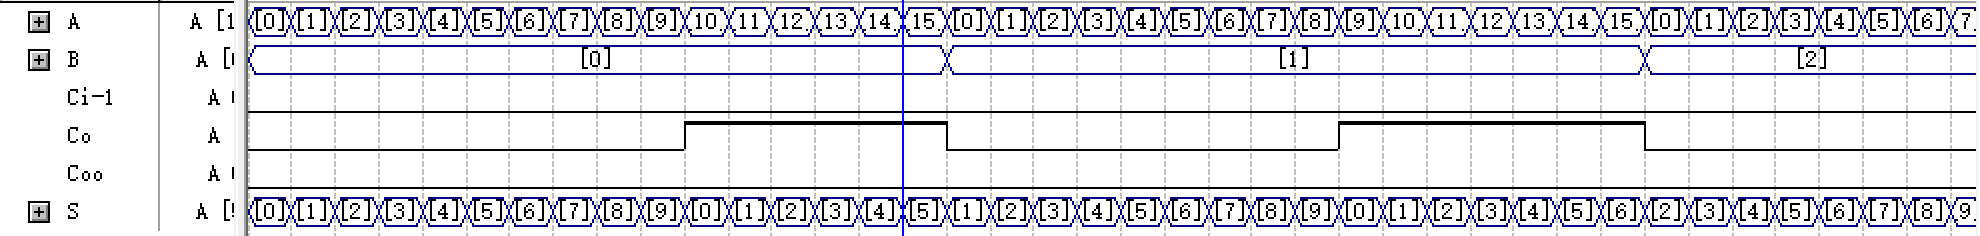 A A [1 [0] [1] [2] [3] [4] [5] [6] [7] [8] [9] 10 11 12 13 14 15 [0] [1] [2] [3] [4] [5] [6] [7] [8] [9] 10 11 12 13 14 15 [0] [1] [2] [3] [4] [5] [6] 7
B A [ [0] [1] [2]
Ci-1 A
Co A
Coo A
S A [ [0] [1] [2] [3] [4] [5] [6] [7] [8] [9] [0] [1] [2] [3] [4] [5] [1] [2] [3] [4] [5] [6] [7] [8] [9] [0] [1] [2] [3] [4] [5] [6] [2] [3] [4] [5] [6] [7] [8] 9